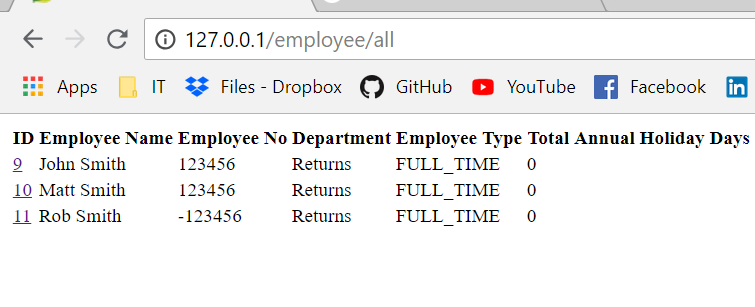 127.0.0.1/employee/all
Apps IT Files - Dropbox GitHub YouTube Facebook in
ID Employee Name Employee No Department Employee Type Total Annual Holiday Days
9 John Smith 123456 Returns FULL_TIME 0
10 Matt Smith 123456 Returns FULL_TIME 0
11 Rob Smith -123456 Returns FULL_TIME 0